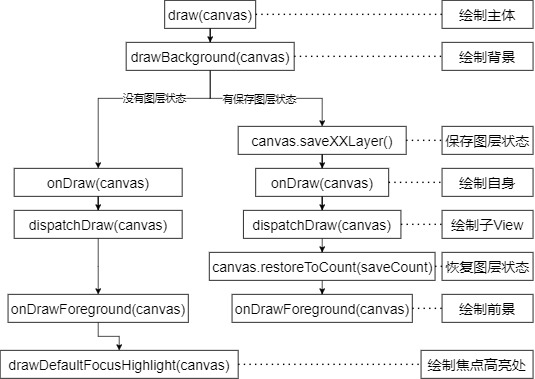 draw(canvas)
绘制主体
drawBackground(canvas)
绘制背景
没有图层状态
有保存图层状态
canvas.saveXXLayer()
保存图层状态
onDraw(canvas)
onDraw(canvas)
绘制自身
dispatchDraw(canvas)
dispatchDraw(canvas)
绘制子View
canvas.restoreToCount(saveCount)
恢复图层状态
onDrawForeground(canvas)
onDrawForeground(canvas)
绘制前景
drawDefaultFocusHighlight(canvas)
绘制焦点高亮处